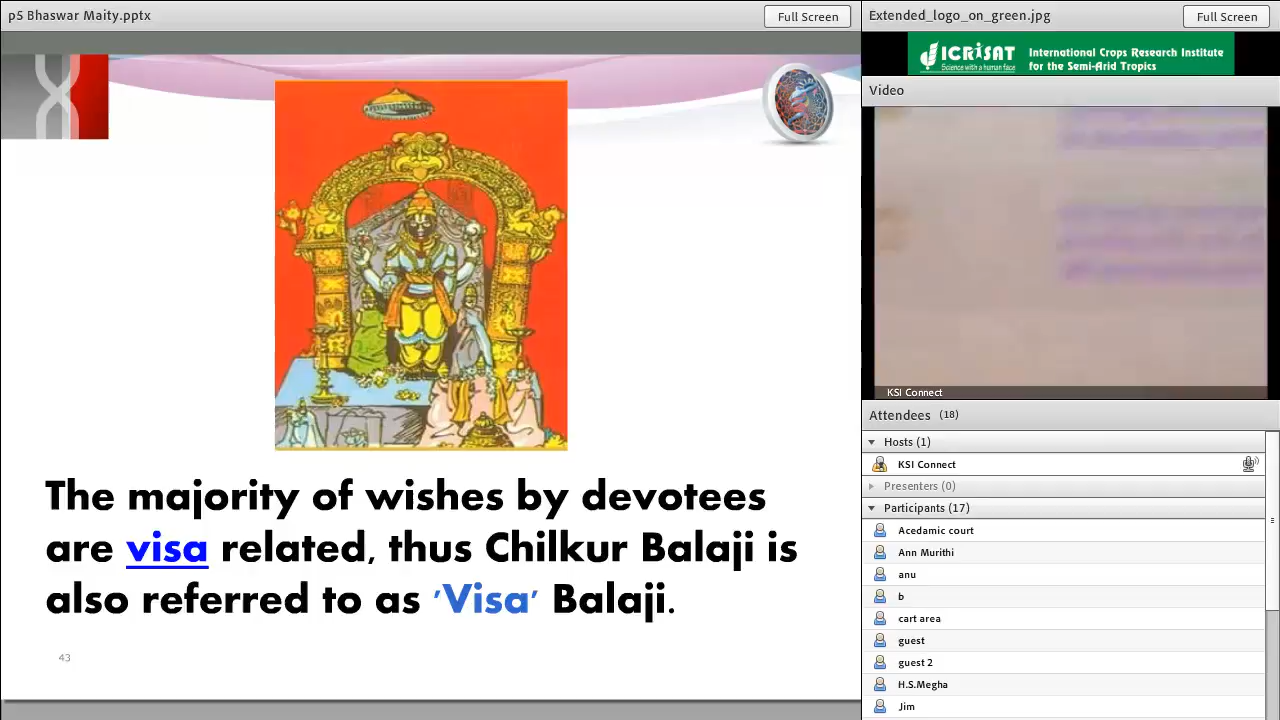 p5 Bhaswar Maity.pptx
Full Screen
The majority of wishes by devotees
are visa related, thus Chilkur Balaji is
also referred to as 'Visa' Balaji.
43
Extended_logo_on_green.jpg
Full Screen
ICRISAT
Science with a human face
International Crops Research Institute
for the Semi-Arid Tropics
Video
KSI Connect
Attendees (18)
Hosts (1)
KSI Connect
Presenters (0)
Participants (17)
Acedamic court
Ann Murithi
anu
b
cart area
guest
guest 2
H.S.Megha
Jim